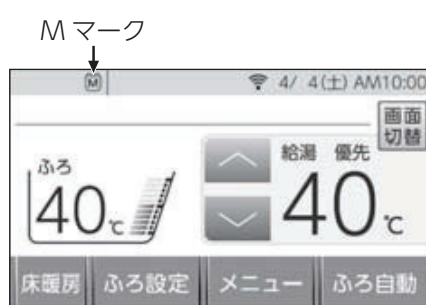 Mマーク
M 4/ 4(土) AM10:00
画面
切替
ふろ
40℃
給湯 優先
40℃
床暖房 ふろ設定 メニュー ふろ自動